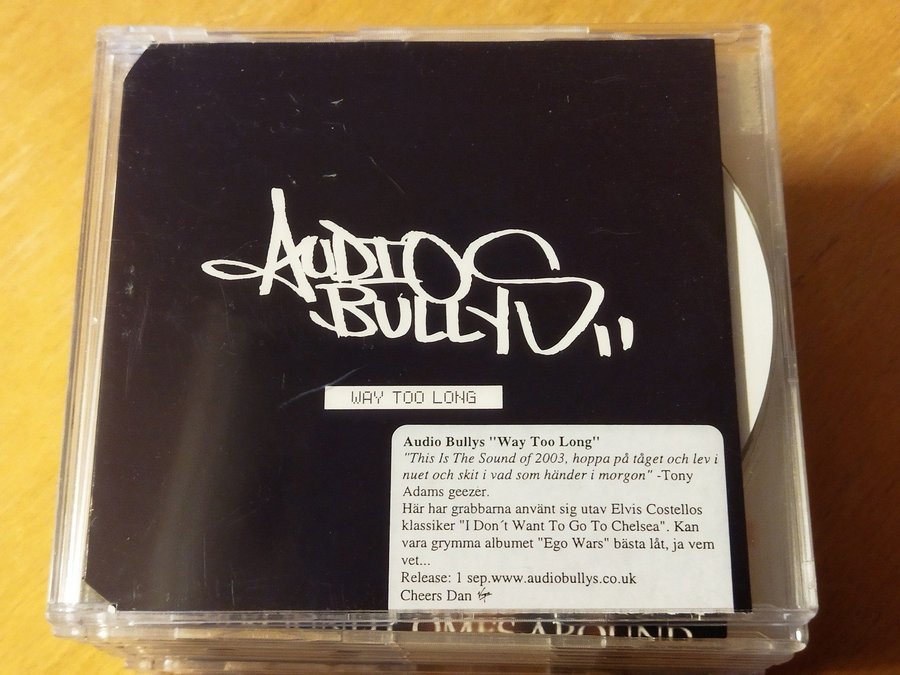 AUDIO
BULLYS
WAY TOO LONG
Audio Bullys "Way Too Long"
"This Is The Sound of 2003, hoppa på tåget och lev i
nuet och skit i vad som händer i morgon" -Tony
Adams geezer.
Här har grabbarna använt sig utav Elvis Costellos
klassiker "I Don´t Want To Go To Chelsea". Kan
vara grymma albumet "Ego Wars" bästa låt, ja vem
vet...
Release: 1 sep.www.audiobullys.co.uk
Cheers Dan Virgin
AROUND